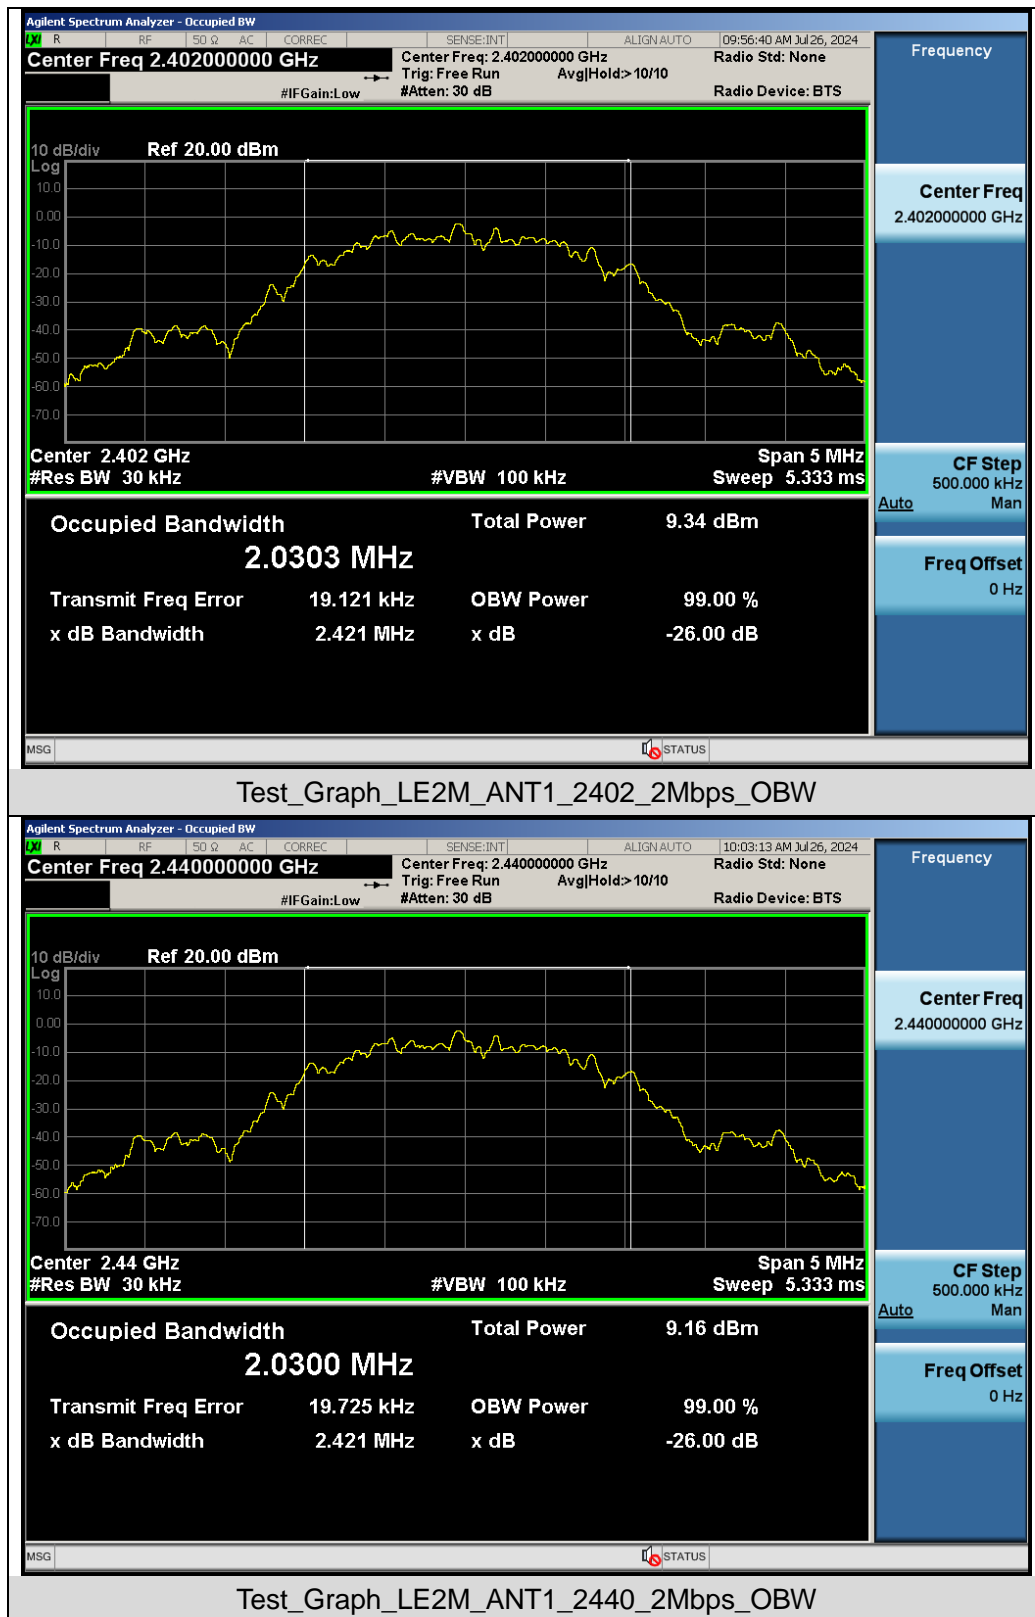 Agilent Spectrum Analyzer - Occupied BW
LXI R RF 50 Ω AC CORREC SENSE:INT ALIGN AUTO 09:56:40 AM Jul 26, 2024
Center Freq 2.402000000 GHz Center Freq: 2.402000000 GHz Radio Std: None Frequency
Trig: Free Run Avg|Hold:>10/10
#IFGain:Low #Atten: 30 dB Radio Device: BTS
10 dB/div Ref 20.00 dBm
Log
10.0
0.00
-10.0
-20.0
-30.0
-40.0
-50.0
-60.0
-70.0
Center Freq
2.402000000 GHz
Center 2.402 GHz Span 5 MHz
#Res BW 30 kHz #VBW 100 kHz Sweep 5.333 ms
CF Step
500.000 kHz
Auto Man
Occupied Bandwidth Total Power 9.34 dBm
2.0303 MHz
Freq Offset
0 Hz
Transmit Freq Error 19.121 kHz OBW Power 99.00 %
x dB Bandwidth 2.421 MHz x dB -26.00 dB
MSG STATUS
Test_Graph_LE2M_ANT1_2402_2Mbps_OBW
Agilent Spectrum Analyzer - Occupied BW
LXI R RF 50 Ω AC CORREC SENSE:INT ALIGN AUTO 10:03:13 AM Jul 26, 2024
Center Freq 2.440000000 GHz Center Freq: 2.440000000 GHz Radio Std: None Frequency
Trig: Free Run Avg|Hold:>10/10
#IFGain:Low #Atten: 30 dB Radio Device: BTS
10 dB/div Ref 20.00 dBm
Log
10.0
0.00
-10.0
-20.0
-30.0
-40.0
-50.0
-60.0
-70.0
Center Freq
2.440000000 GHz
Center 2.44 GHz Span 5 MHz
#Res BW 30 kHz #VBW 100 kHz Sweep 5.333 ms
CF Step
500.000 kHz
Auto Man
Occupied Bandwidth Total Power 9.16 dBm
2.0300 MHz
Freq Offset
0 Hz
Transmit Freq Error 19.725 kHz OBW Power 99.00 %
x dB Bandwidth 2.421 MHz x dB -26.00 dB
MSG STATUS
Test_Graph_LE2M_ANT1_2440_2Mbps_OBW